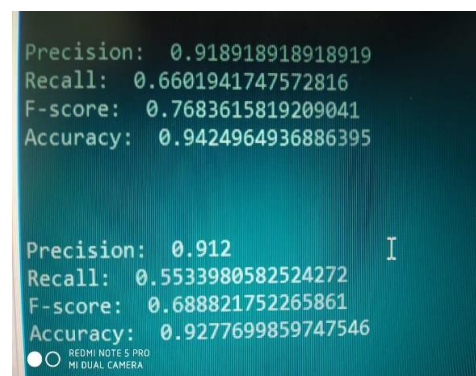 Precision: 0.918918918918919
Recall: 0.6601941747572816
F-score: 0.7683615819209041
Accuracy: 0.9424964936886395
Precision: 0.912
Recall: 0.5533980582524272
F-score: 0.688821752265861
Accuracy: 0.9277699859747546
REDMI NOTE 5 PRO
MI DUAL CAMERA